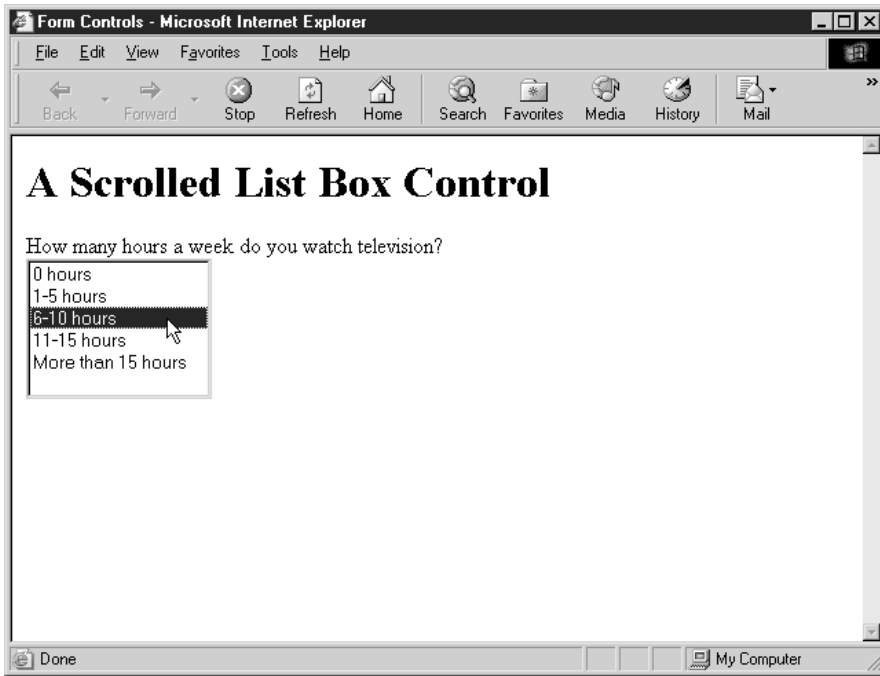 Form Controls - Microsoft Internet Explorer
File Edit View Favorites Tools Help
Back Forward Stop Refresh Home Search Favorites Media History Mail »
A Scrolled List Box Control
How many hours a week do you watch television?
0 hours
1-5 hours
6-10 hours
11-15 hours
More than 15 hours
Done My Computer